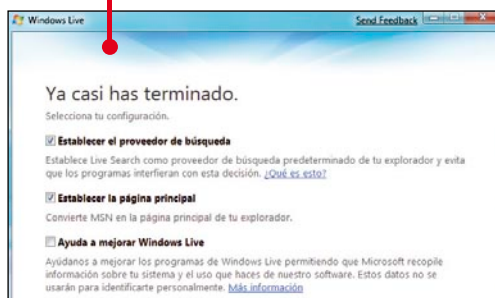 Windows Live
Send Feedback
Ya casi has terminado.
Selecciona tu configuración.
Establecer el proveedor de búsqueda
Establece Live Search como proveedor de búsqueda predeterminado de tu explorador y evita
que los programas interfieran con esta decisión. ¿Qué es esto?
Establecer la página principal
Convierte MSN en la página principal de tu explorador.
Ayuda a mejorar Windows Live
Ayúdanos a mejorar los programas de Windows Live permitiendo que Microsoft recopile
información sobre tu sistema y el uso que haces de nuestro software. Estos datos no se
usarán para identificarte personalmente. Más información